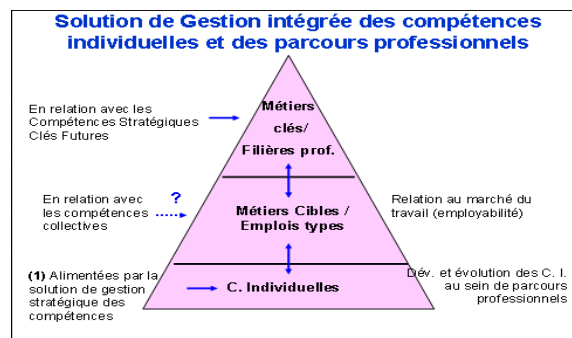 Solution de Gestion intégrée des compétences
individuelles et des parcours professionnels
En relation avec les
Compétences Stratégiques
Clés Futures
Métiers
clés/
Filières prof.
En relation avec
les compétences
collectives
?
Métiers Cibles /
Emplois types
Relation au marché du
travail (employabilité)
(1) Alimentées par la
solution de gestion
stratégique des
compétences
C. Individuelles
Dév. et évolution des C. I.
au sein de parcours
professionnels